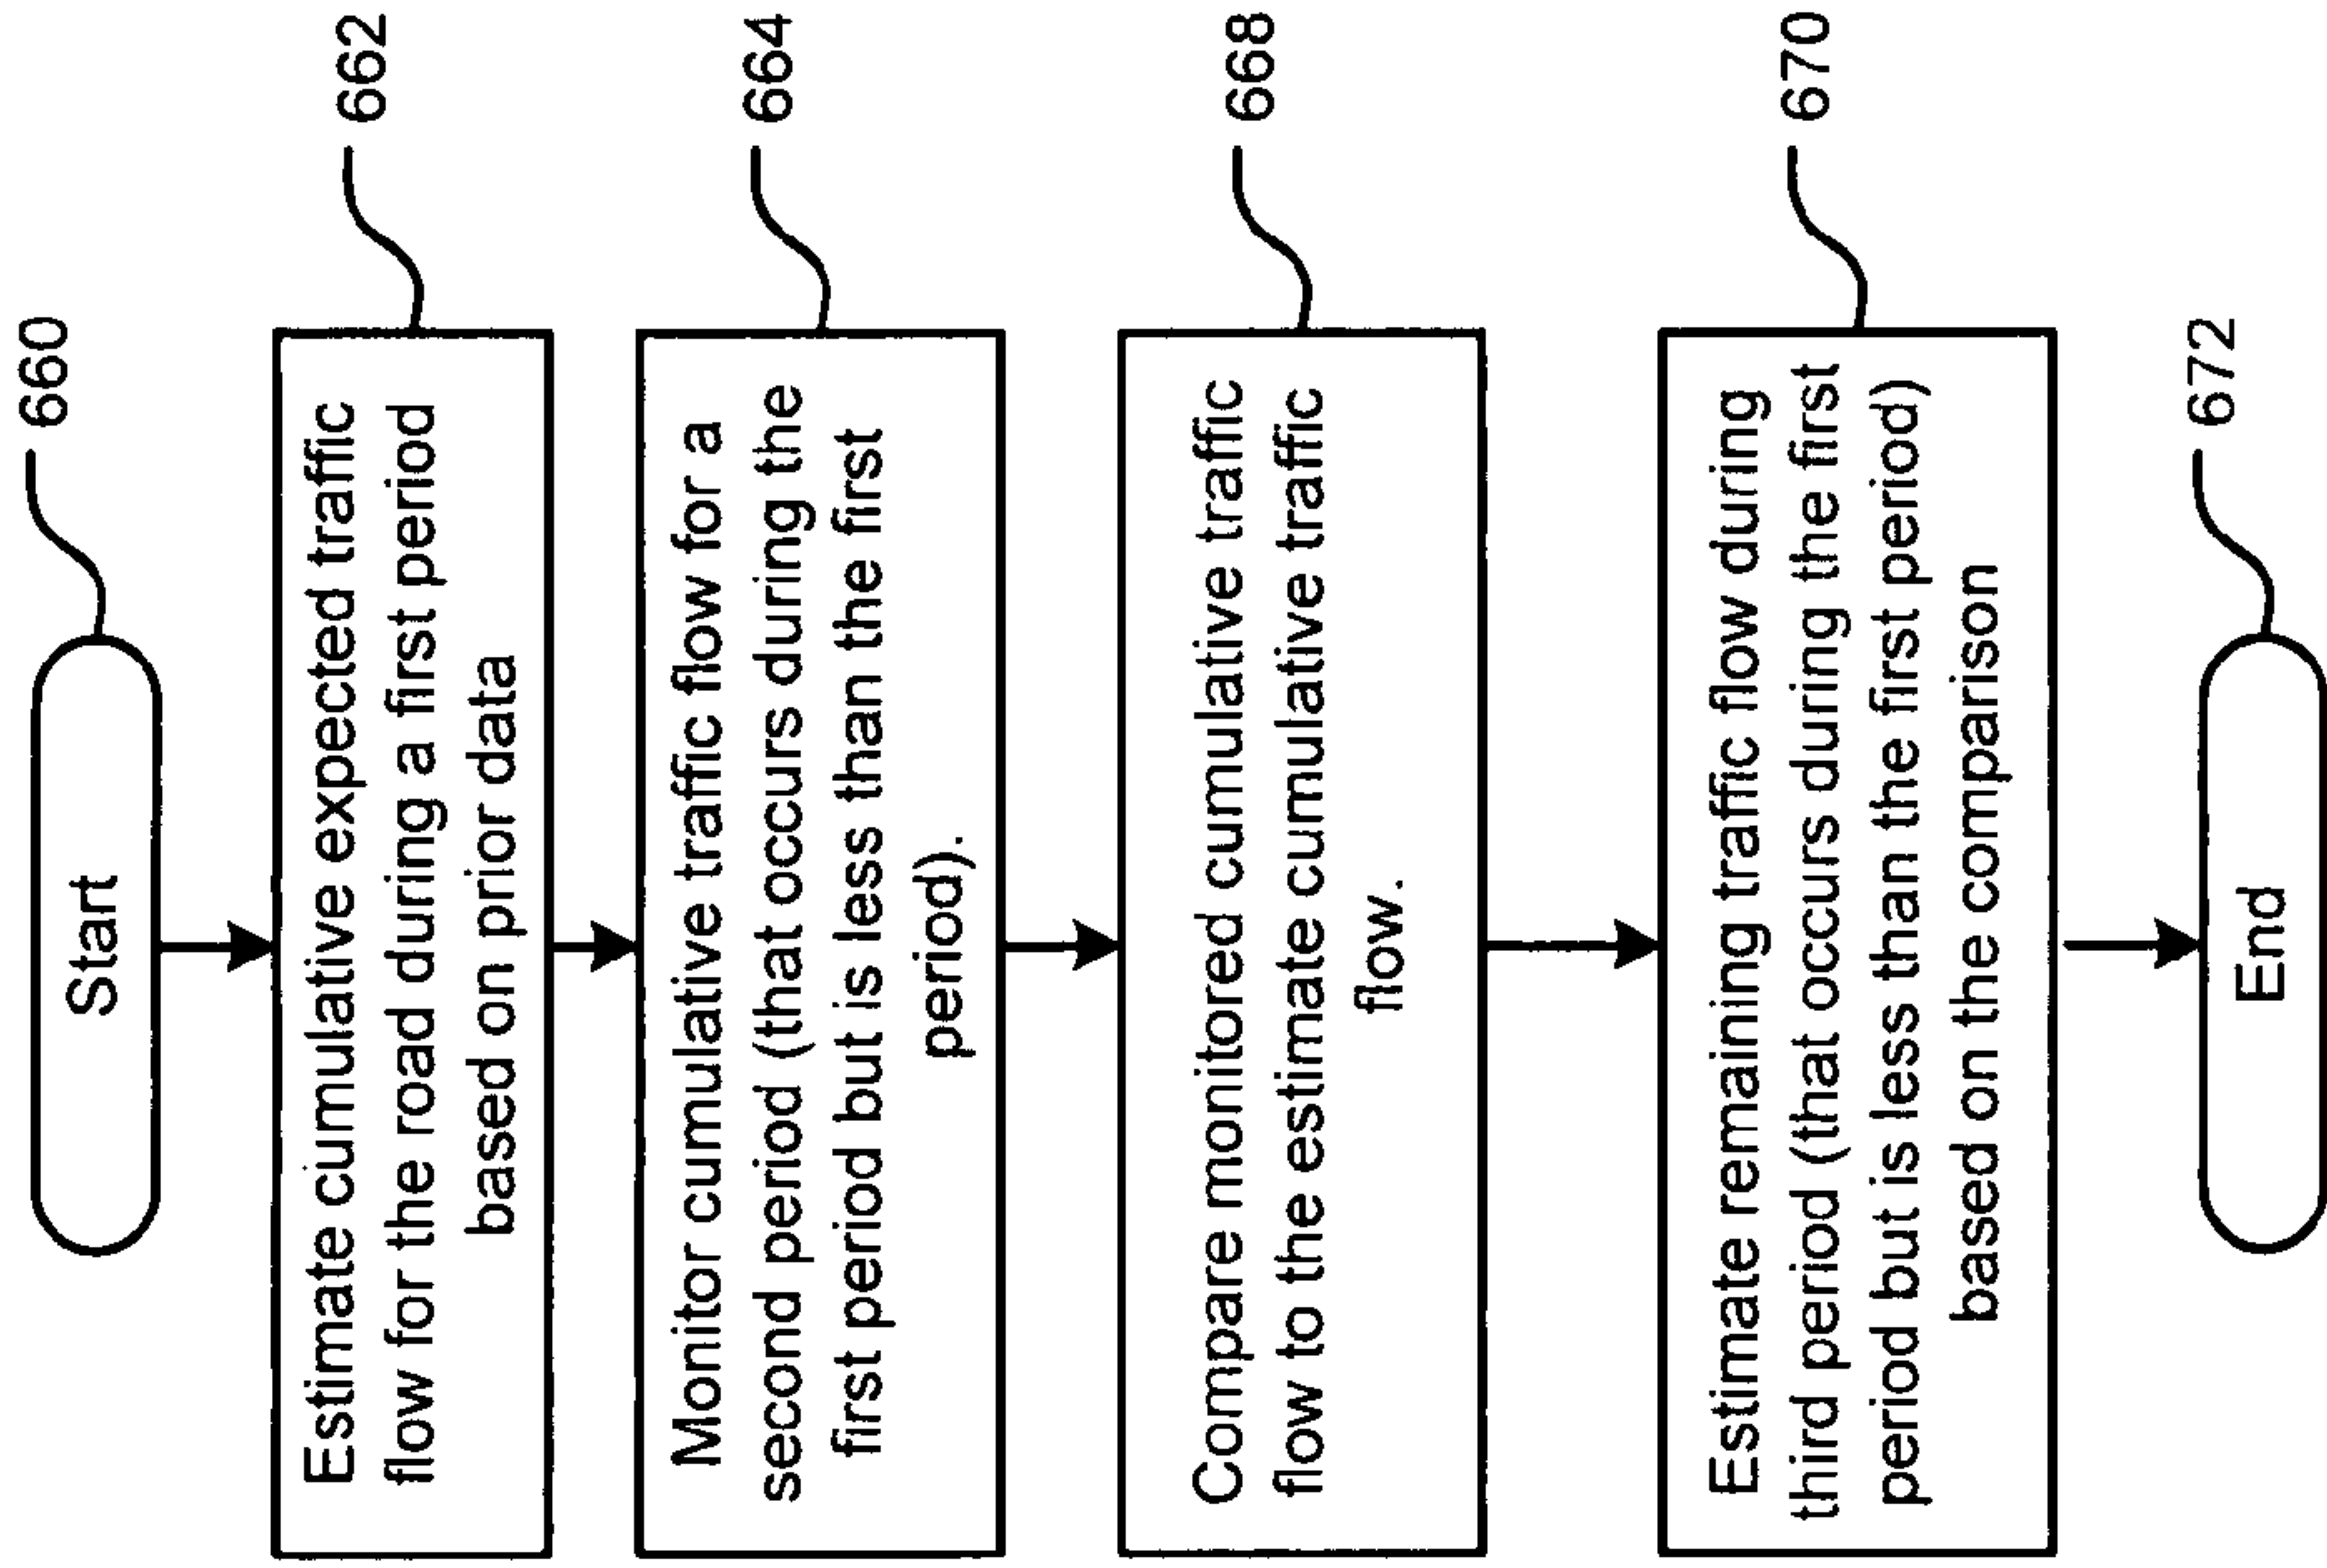 Start
660
Estimate cumulative expected traffic
flow for the road during a first period
based on prior data
662
Monitor cumulative traffic flow for a
second period (that occurs during the
first period but is less than the first
period).
664
Compare monitored cumulative traffic
flow to the estimate cumulative traffic
flow.
668
Estimate remaining traffic flow during
third period (that occurs during the first
period but is less than the first period)
based on the comparison
670
End
672